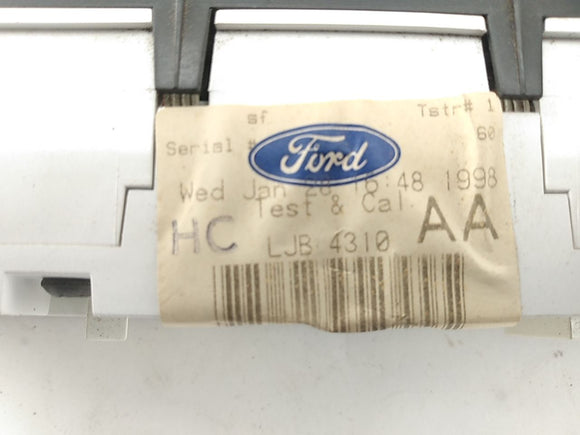 sf Tstr# 1
Serial # 60
Ford
Wed Jan 28 16:48 1998
Test & Cal
HC LJB 4310 AA